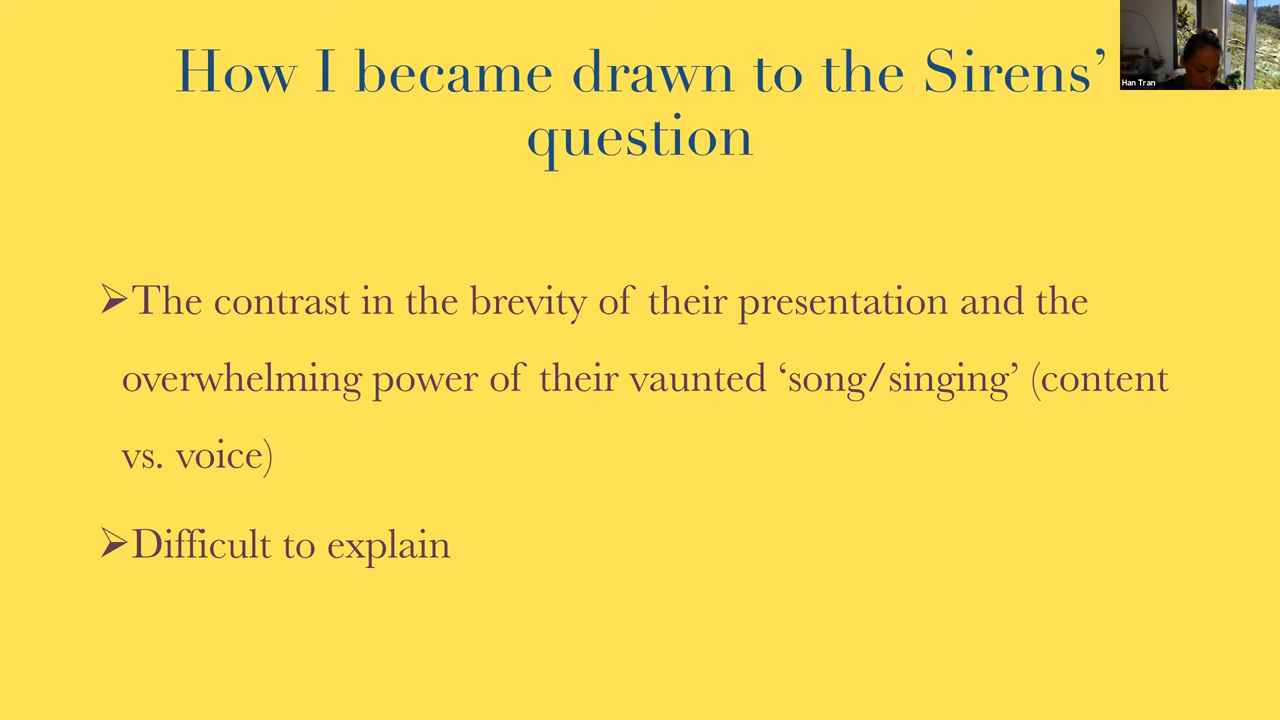 How I became drawn to the Sirens’
question
Han Tran
➢The contrast in the brevity of their presentation and the
overwhelming power of their vaunted ‘song/singing’ (content
vs. voice)
➢Difficult to explain